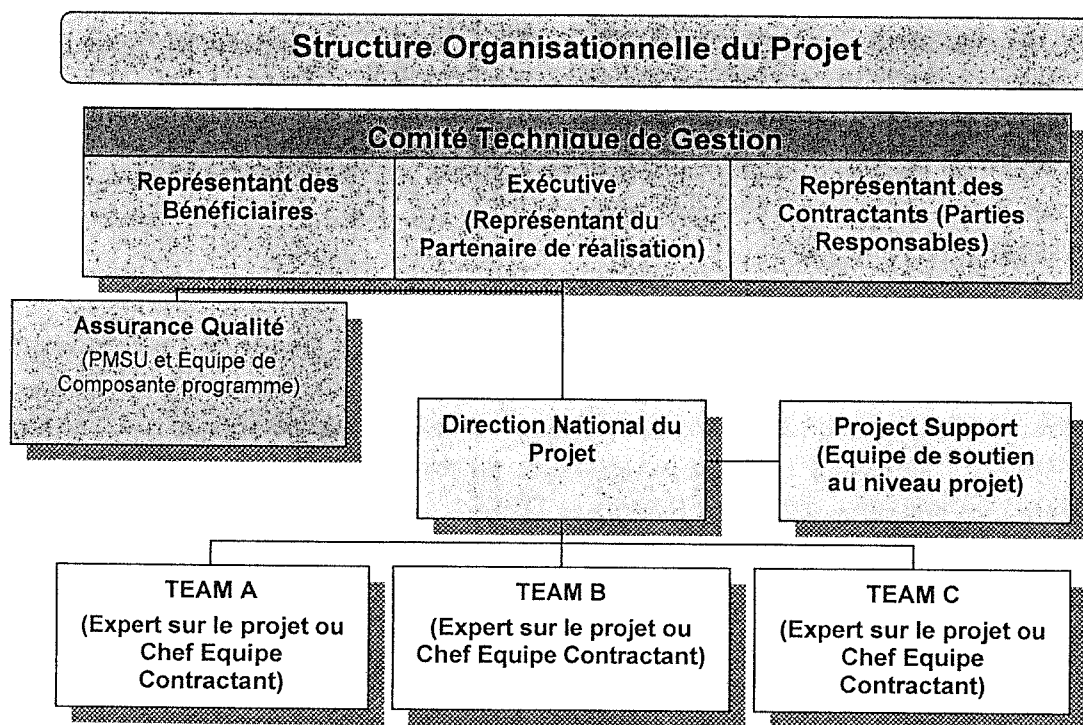 Structure Organisationnelle du Projet
Comité Technique de Gestion
Représentant des
Bénéficiaires
Exécutive
(Représentant du
Partenaire de réalisation)
Représentant des
Contractants (Parties
Responsables)
Assurance Qualité
(PMSU et Equipe de
Composante programme)
Direction National du
Projet
Project Support
(Equipe de soutien
au niveau projet)
TEAM A
(Expert sur le projet ou
Chef Equipe
Contractant)
TEAM B
(Expert sur le projet ou
Chef Equipe Contractant)
TEAM C
(Expert sur le projet ou
Chef Equipe
Contractant)